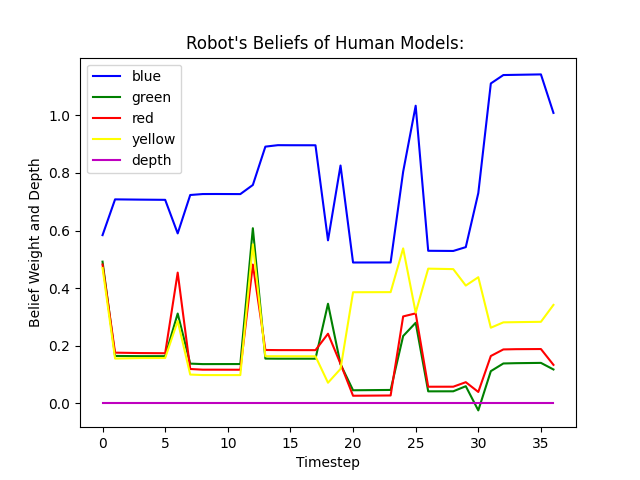 Robot's Beliefs of Human Models:
blue
green
red
yellow
depth
Belief Weight and Depth
1.0
0.8
0.6
0.4
0.2
0.0
0 5 10 15 20 25 30 35
Timestep